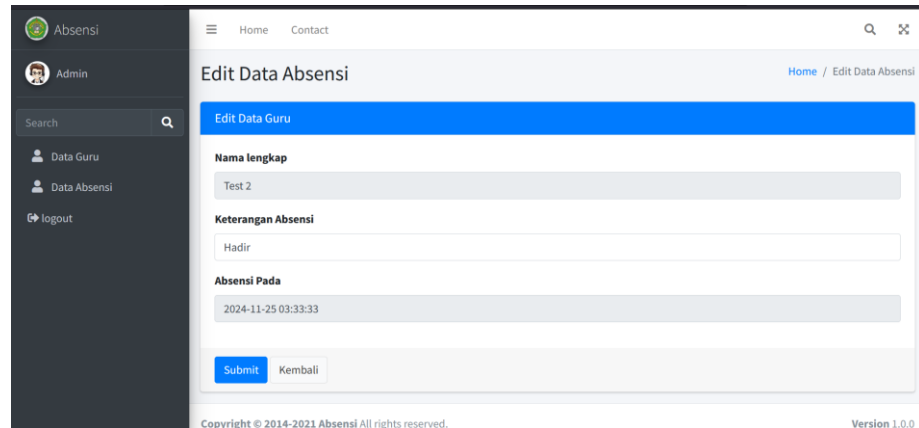 Absensi
Home Contact
Admin
Edit Data Absensi
Home / Edit Data Absensi
Search
Edit Data Guru
Data Guru
Data Absensi
logout
Nama lengkap
Test 2
Keterangan Absensi
Hadir
Absensi Pada
2024-11-25 03:33:33
Submit Kembali
Copyright © 2014-2021 Absensi All rights reserved.
Version 1.0.0